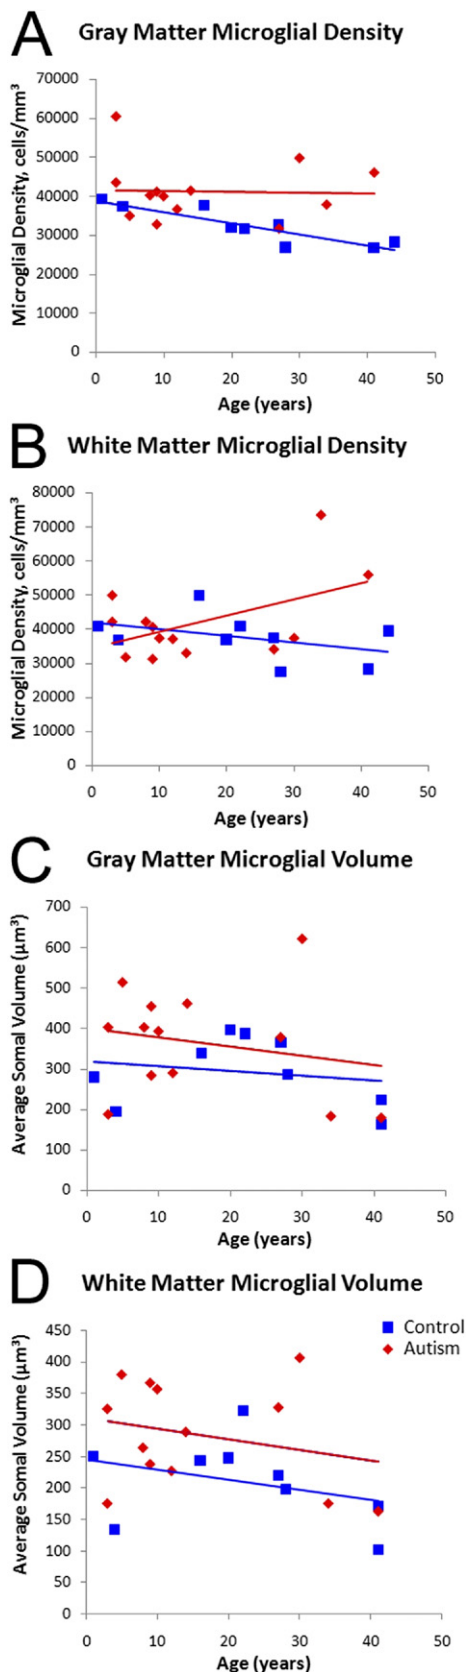 A Gray Matter Microglial Density
Microglial Density, cells/mm³
70000
60000
50000
40000
30000
20000
10000
0
0 10 20 30 40 50
Age (years)
B White Matter Microglial Density
Microglial Density, cells/mm³
80000
70000
60000
50000
40000
30000
20000
10000
0
0 10 20 30 40 50
Age (years)
C Gray Matter Microglial Volume
Average Somal Volume (µm³)
700
600
500
400
300
200
100
0
0 10 20 30 40 50
Age (years)
D White Matter Microglial Volume
Average Somal Volume (µm³)
450
400
350
300
250
200
150
100
50
0
Control
Autism
0 10 20 30 40 50
Age (years)